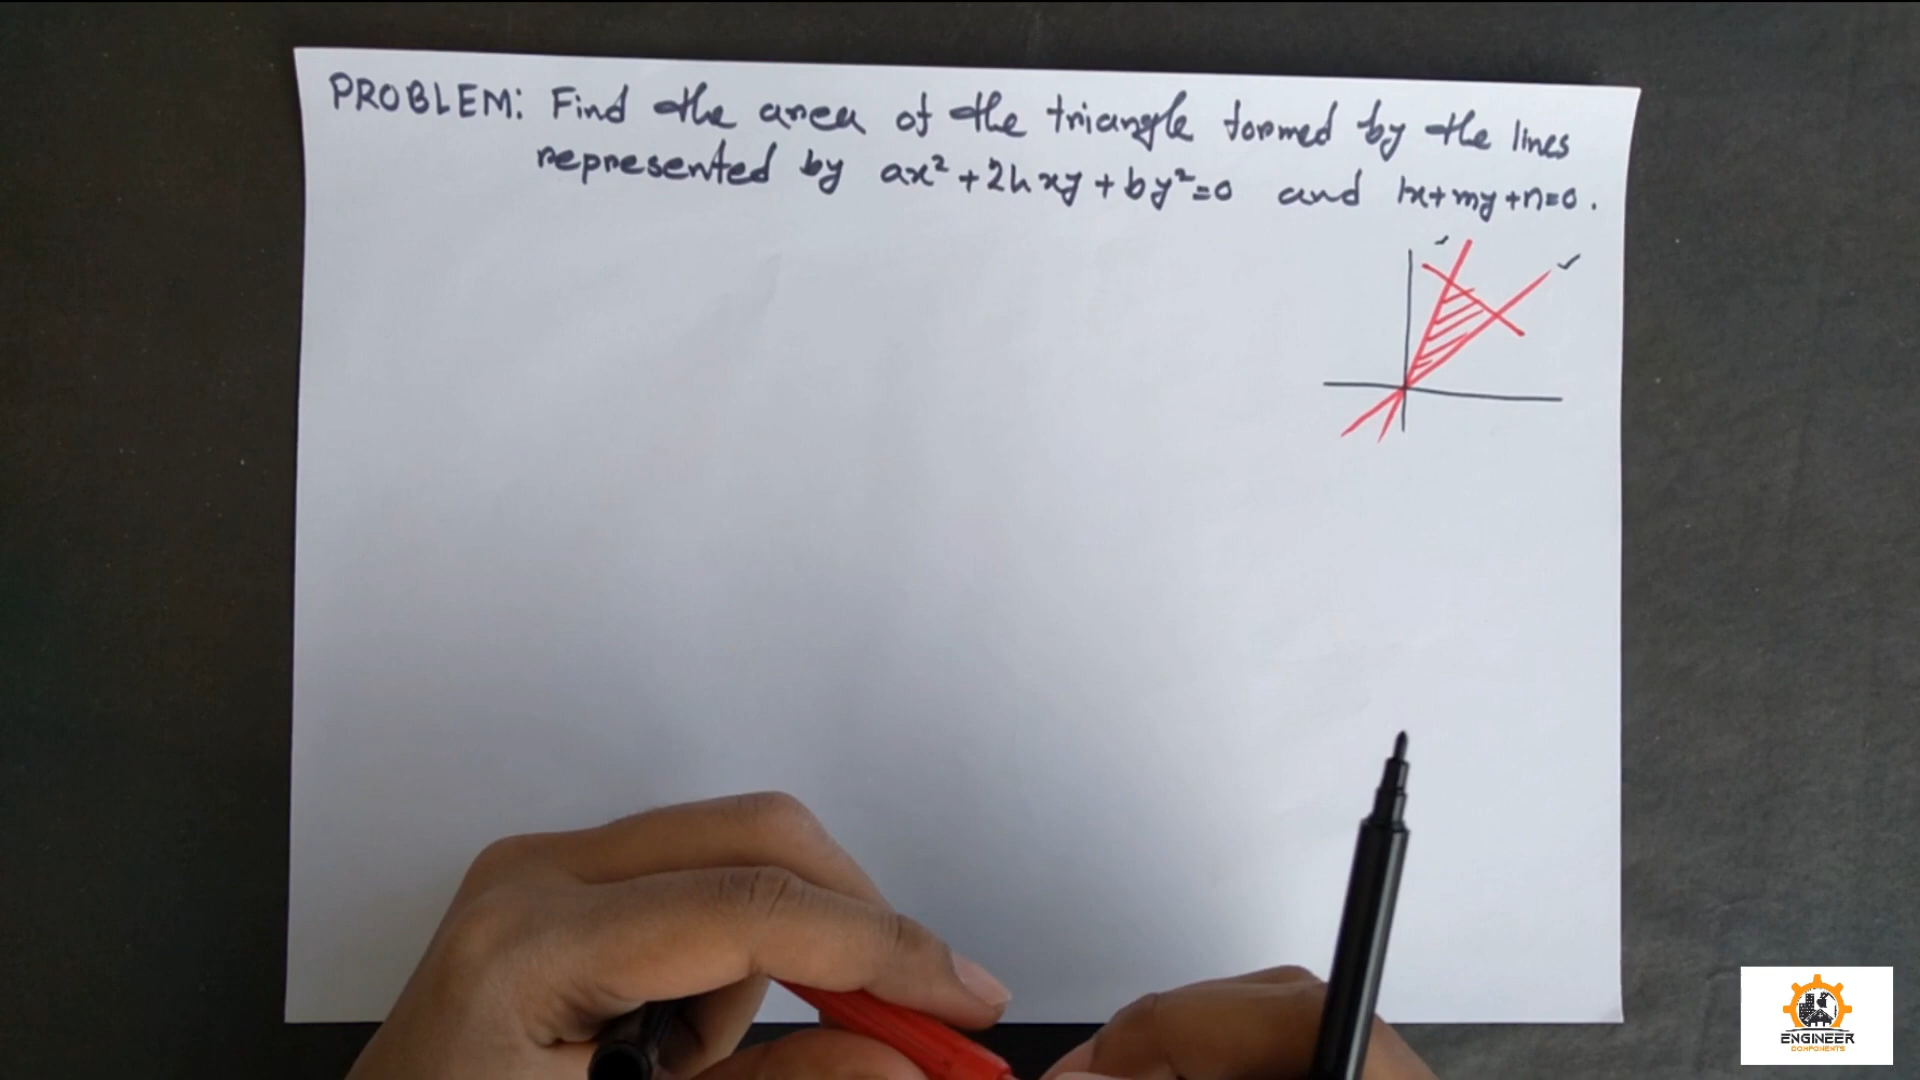 PROBLEM: Find the area of the triangle formed by the lines
represented by ax²+2hxy+by²=0 and lx+my+n=0.
ENGINEER
COMPONENTS